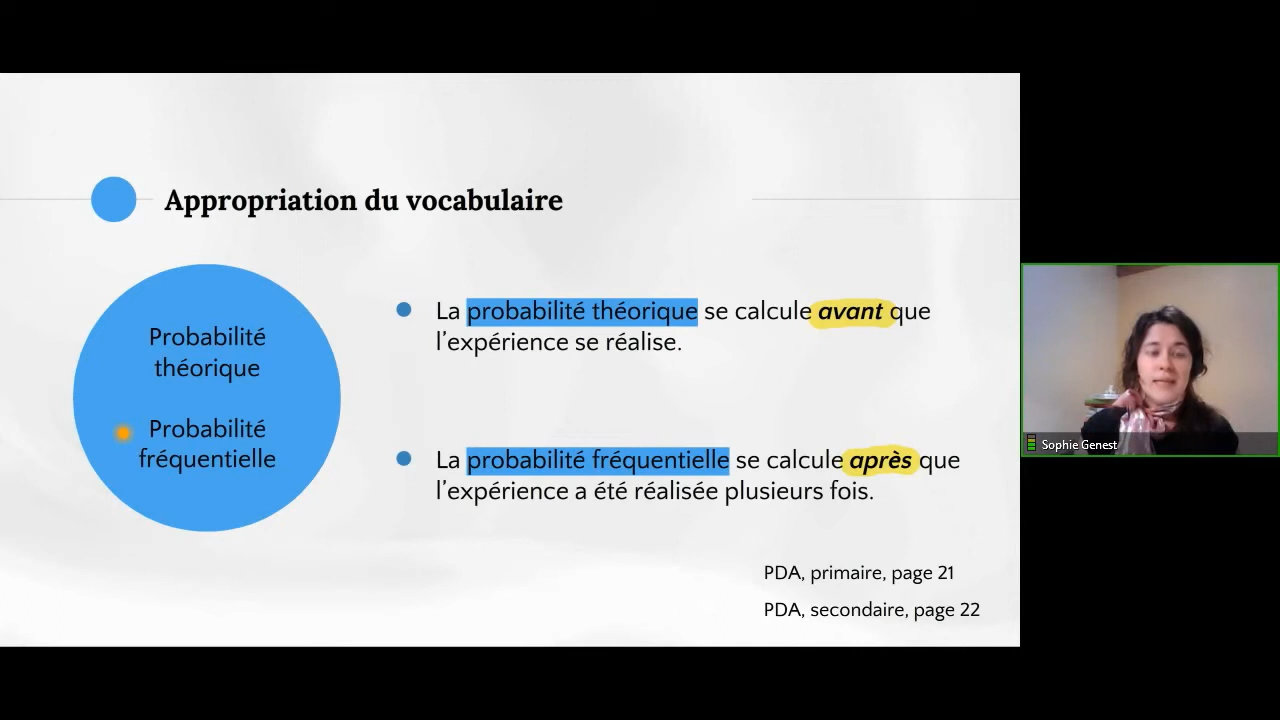 Appropriation du vocabulaire
Probabilité
théorique
Probabilité
fréquentielle
La probabilité théorique se calcule avant que
l’expérience se réalise.
La probabilité fréquentielle se calcule après que
l’expérience a été réalisée plusieurs fois.
PDA, primaire, page 21
PDA, secondaire, page 22
Sophie Genest